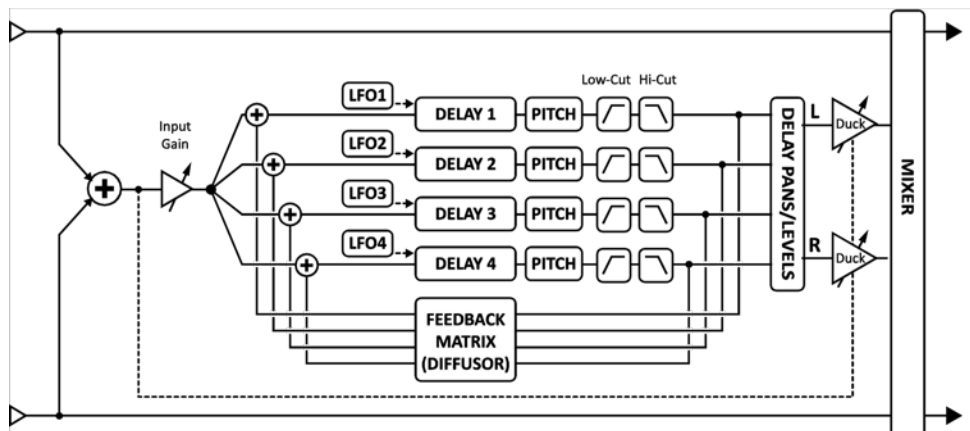 Input
Gain
LFO1
LFO2
LFO3
LFO4
DELAY 1
DELAY 2
DELAY 3
DELAY 4
PITCH
PITCH
PITCH
PITCH
Low-Cut
Hi-Cut
FEEDBACK
MATRIX
(DIFFUSOR)
DELAY PANS/LEVELS
L
R
Duck
Duck
MIXER